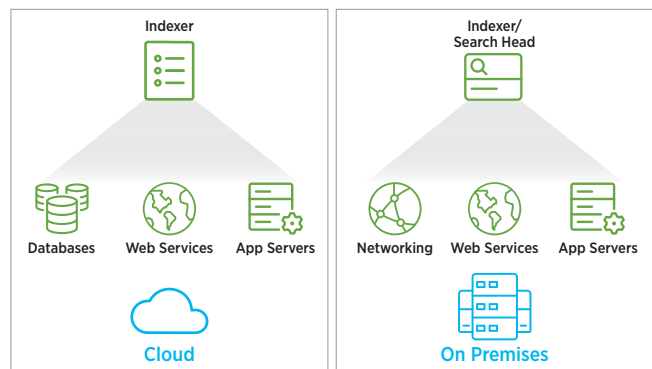 Indexer
Databases
Web Services
App Servers
Cloud
Indexer/
Search Head
Networking
Web Services
App Servers
On Premises